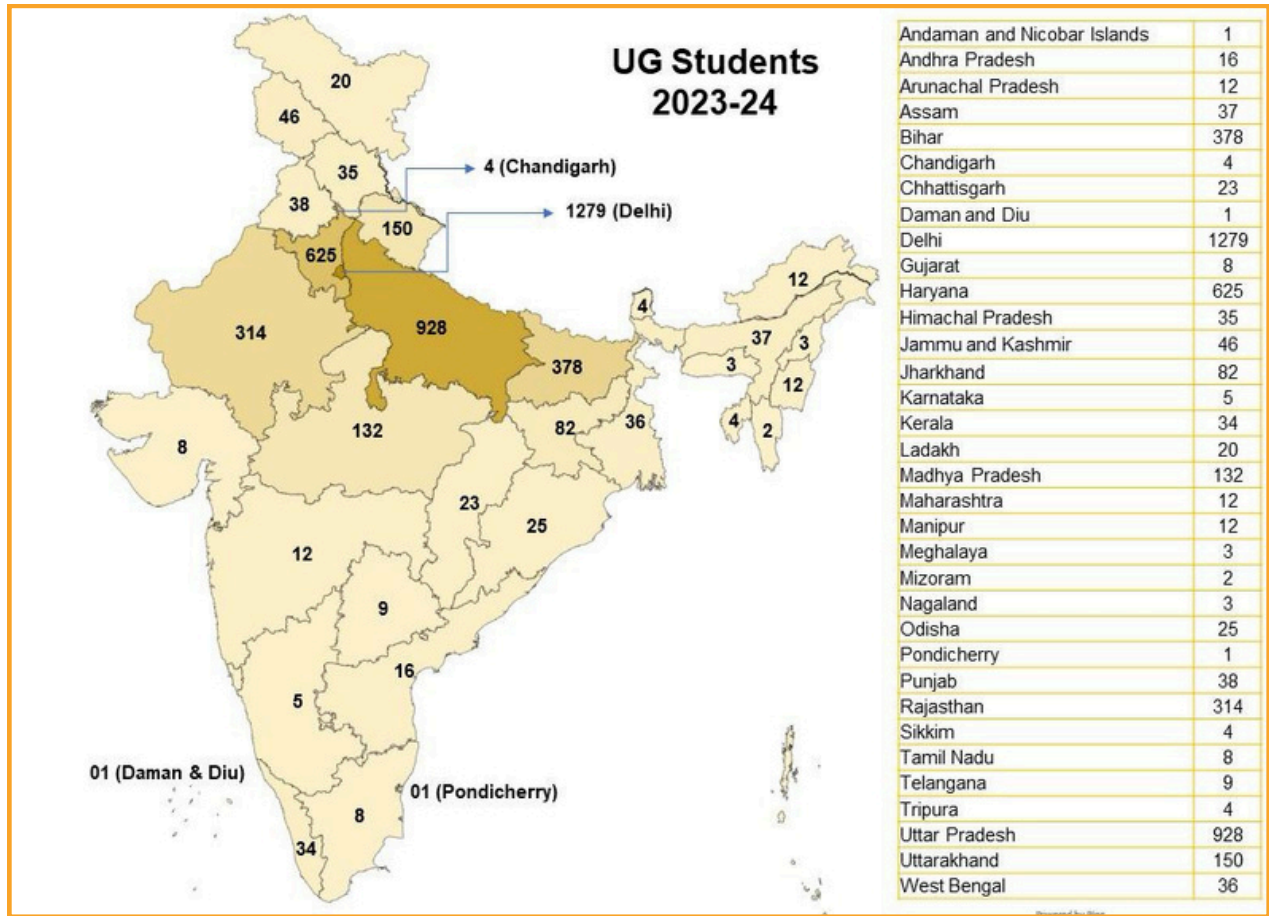 UG Students
2023-24
20
46
35
4 (Chandigarh)
38
1279 (Delhi)
150
625
12
4
314
928
37
3
3
378
12
36
4
82
2
132
8
23
25
12
9
16
5
01 (Daman & Diu)
01 (Pondicherry)
8
34
Andaman and Nicobar Islands 1
Andhra Pradesh 16
Arunachal Pradesh 12
Assam 37
Bihar 378
Chandigarh 4
Chhattisgarh 23
Daman and Diu 1
Delhi 1279
Gujarat 8
Haryana 625
Himachal Pradesh 35
Jammu and Kashmir 46
Jharkhand 82
Karnataka 5
Kerala 34
Ladakh 20
Madhya Pradesh 132
Maharashtra 12
Manipur 12
Meghalaya 3
Mizoram 2
Nagaland 3
Odisha 25
Pondicherry 1
Punjab 38
Rajasthan 314
Sikkim 4
Tamil Nadu 8
Telangana 9
Tripura 4
Uttar Pradesh 928
Uttarakhand 150
West Bengal 36